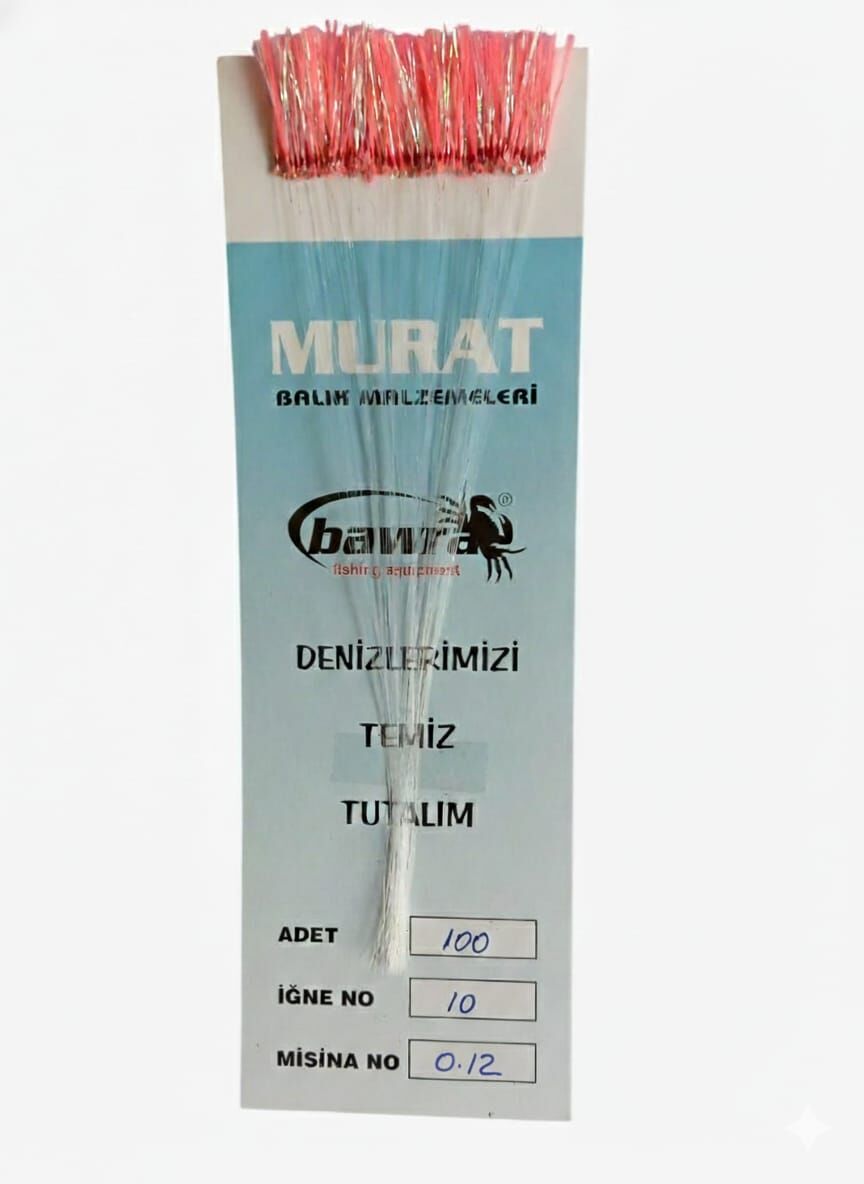 MURAT
BALIK MALZEMELERİ
bawra ®
fishing equipment
DENİZLERİMİZİ
TEMİZ
TUTALIM
ADET 100
İĞNE NO 10
MİSİNA NO 0.12